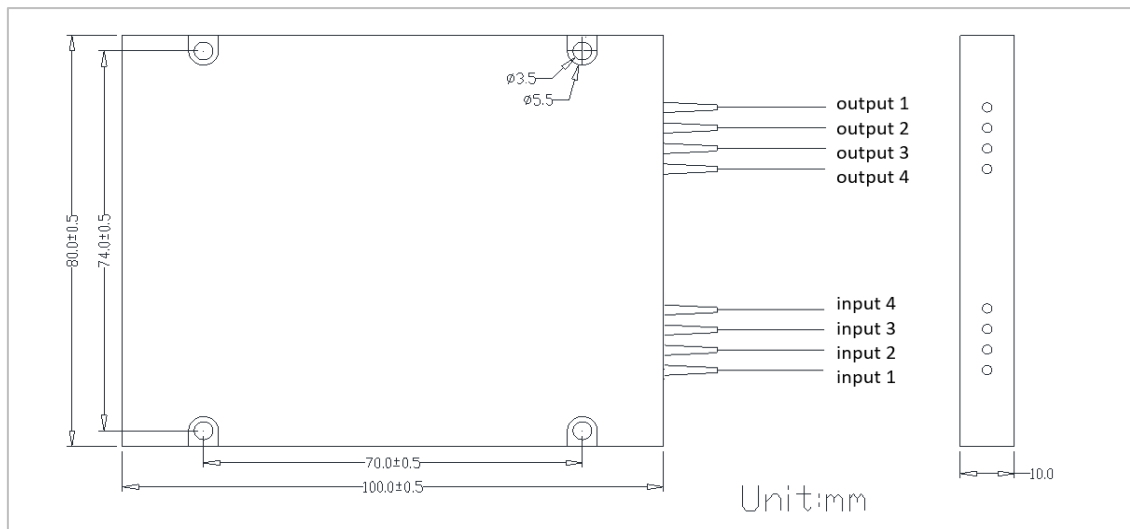 ø3.5
ø5.5
output 1
output 2
output 3
output 4
80.0±0.5
74.0±0.5
input 4
input 3
input 2
input 1
70.0±0.5
100.0±0.5
10.0
Unit:mm